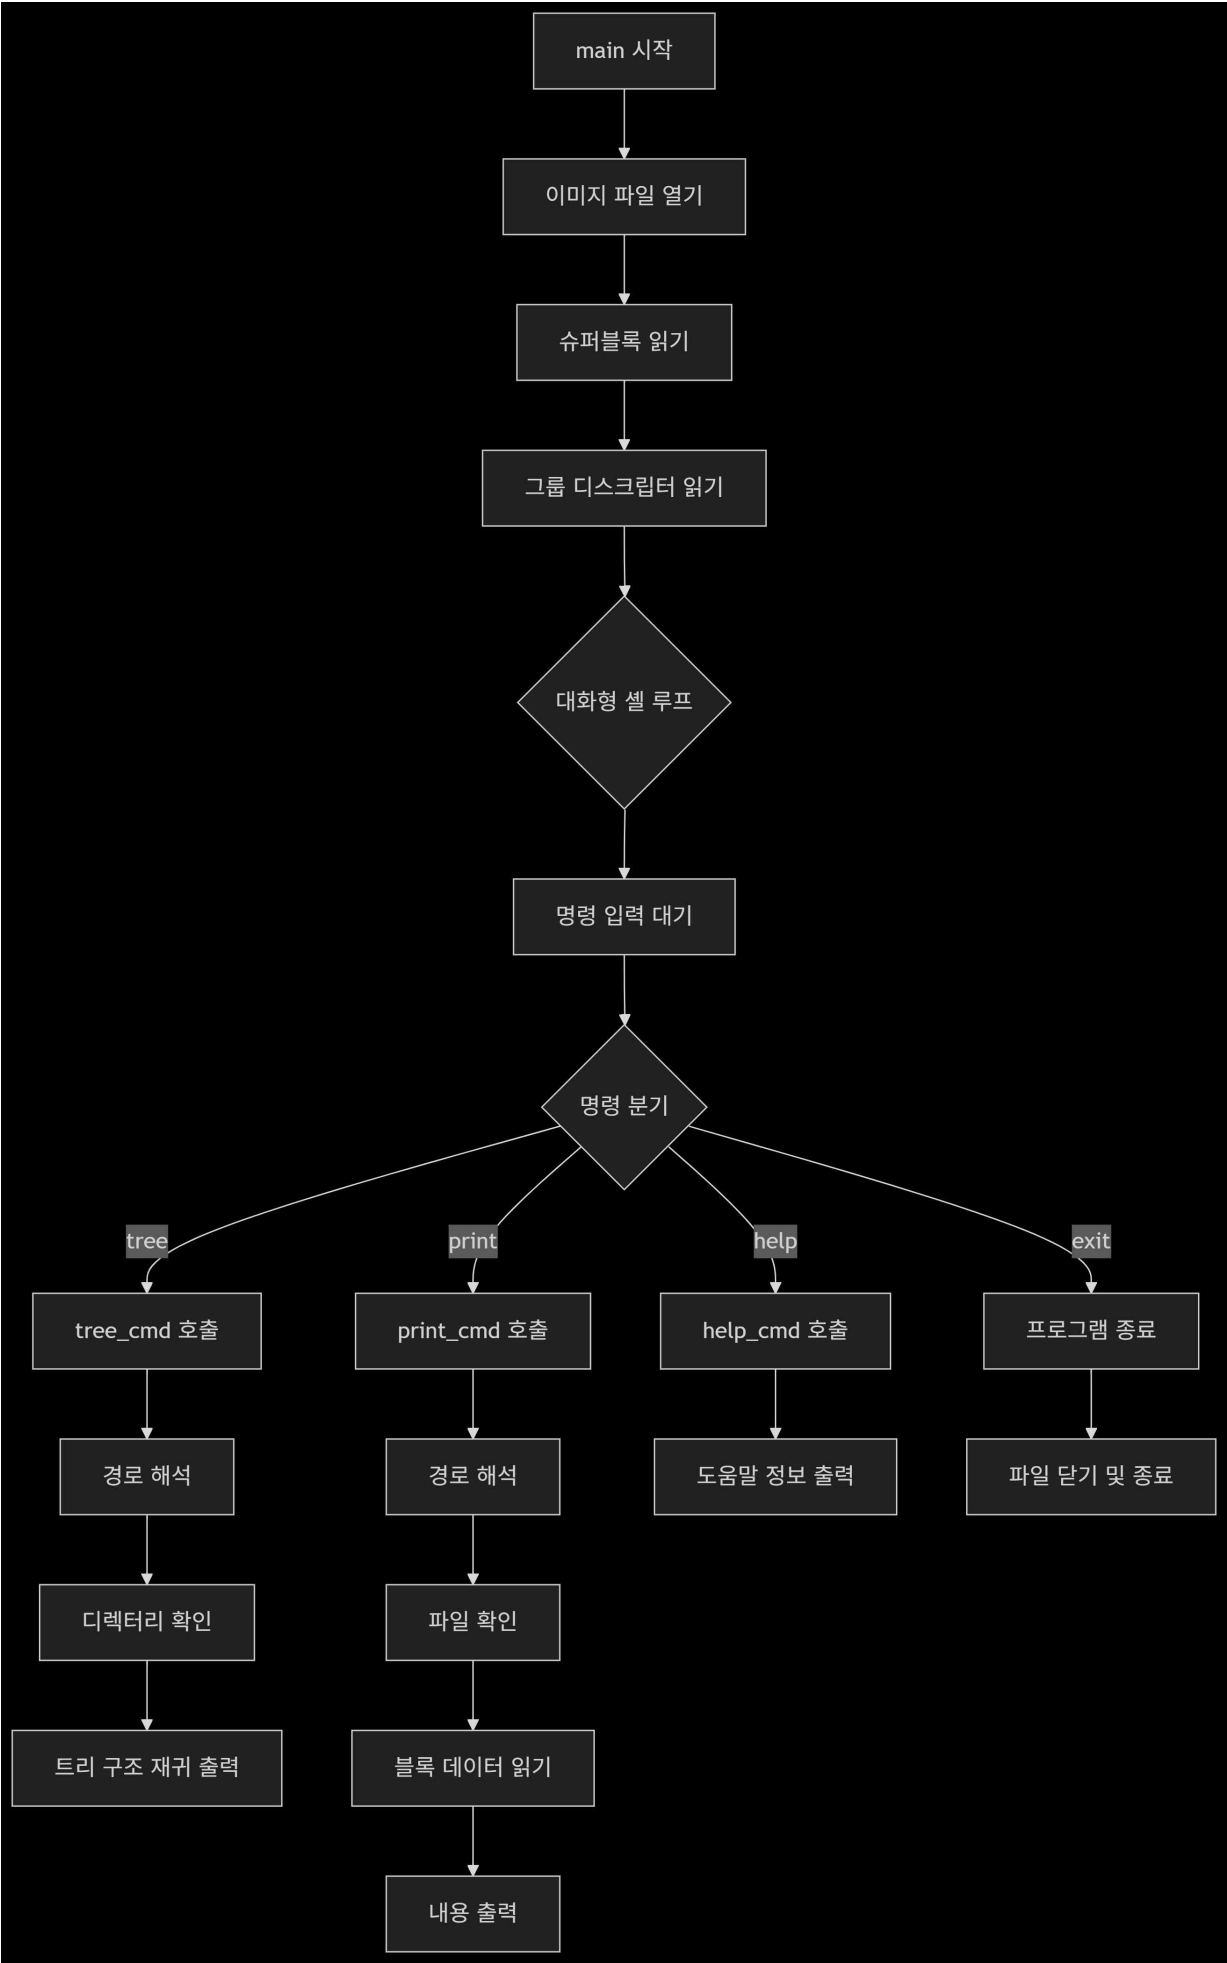 main 시작
이미지 파일 열기
슈퍼블록 읽기
그룹 디스크립터 읽기
대화형 셸 루프
명령 입력 대기
명령 분기
tree
print
help
exit
tree_cmd 호출
print_cmd 호출
help_cmd 호출
프로그램 종료
경로 해석
경로 해석
도움말 정보 출력
파일 닫기 및 종료
디렉터리 확인
파일 확인
트리 구조 재귀 출력
블록 데이터 읽기
내용 출력